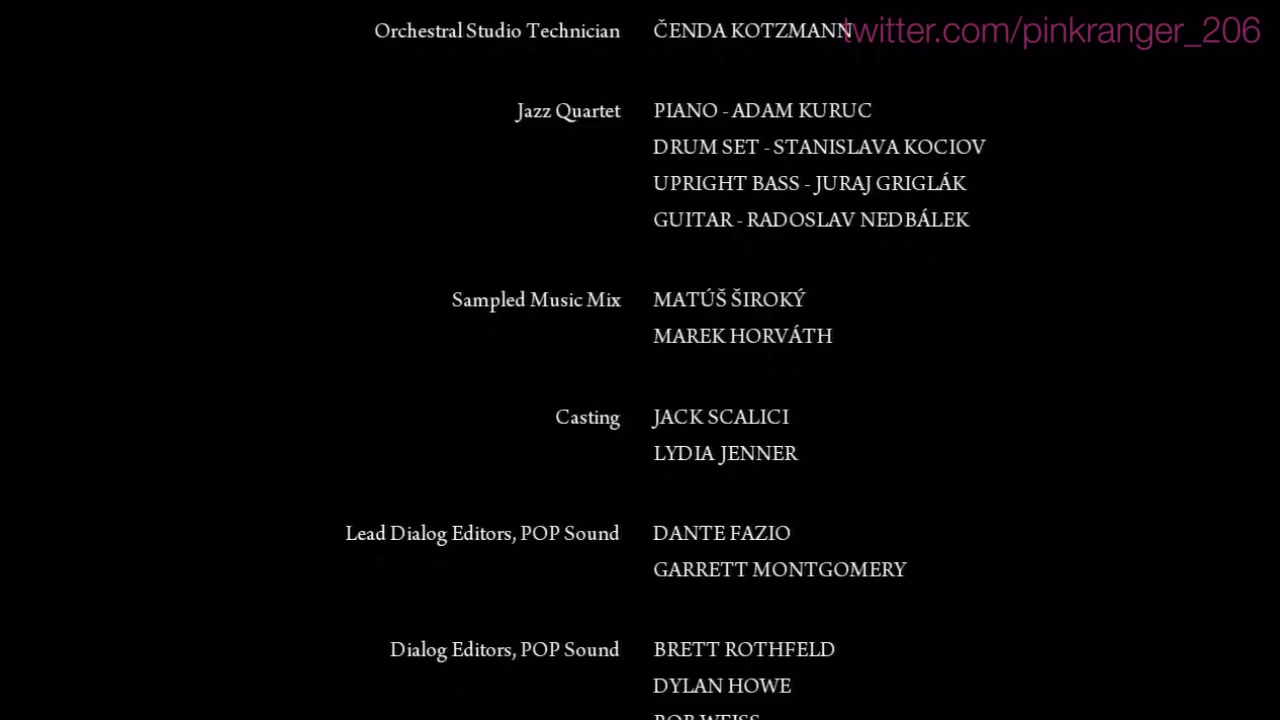 Orchestral Studio Technician ČENDA KOTZMANN
twitter.com/pinkranger_206
Jazz Quartet PIANO - ADAM KURUC
DRUM SET - STANISLAVA KOCIOV
UPRIGHT BASS - JURAJ GRIGLÁK
GUITAR - RADOSLAV NEDBÁLEK
Sampled Music Mix MATÚŠ ŠIROKÝ
MAREK HORVÁTH
Casting JACK SCALICI
LYDIA JENNER
Lead Dialog Editors, POP Sound DANTE FAZIO
GARRETT MONTGOMERY
Dialog Editors, POP Sound BRETT ROTHFELD
DYLAN HOWE